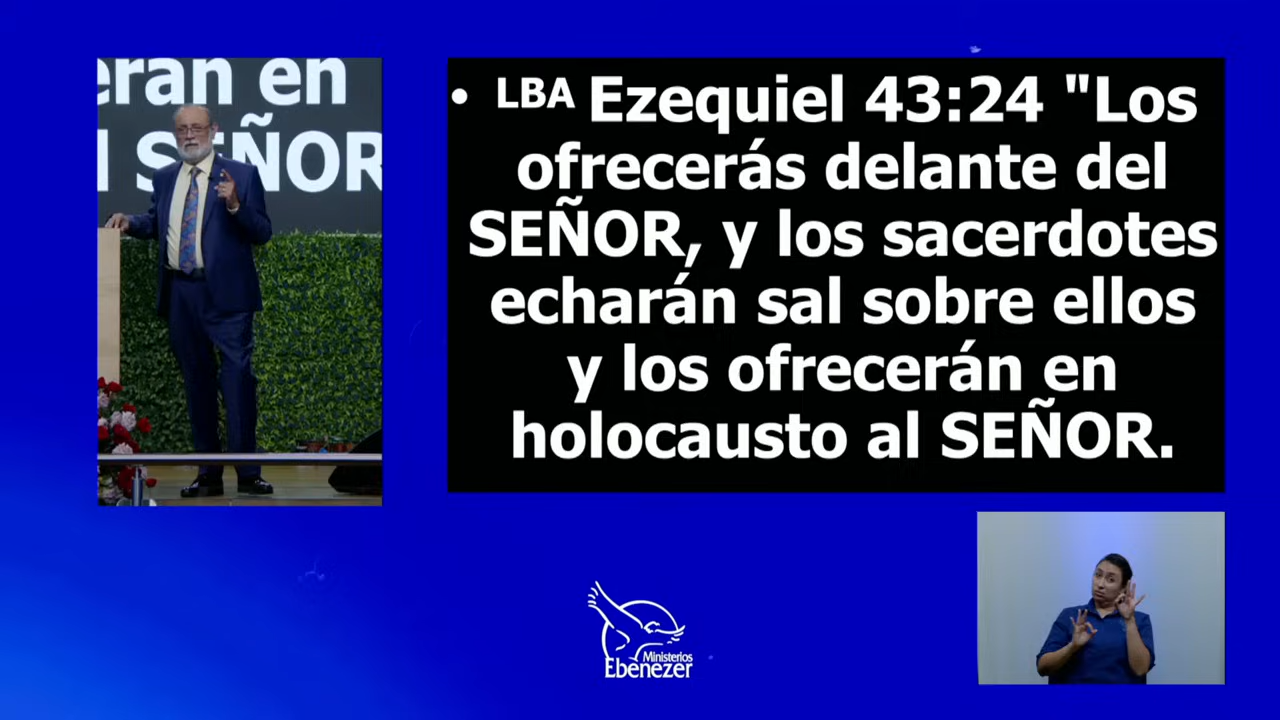 erán en
l SEÑOR
• LBA Ezequiel 43:24 "Los
ofrecerás delante del
SEÑOR, y los sacerdotes
echarán sal sobre ellos
y los ofrecerán en
holocausto al SEÑOR.
Ministerios
Ebenezer